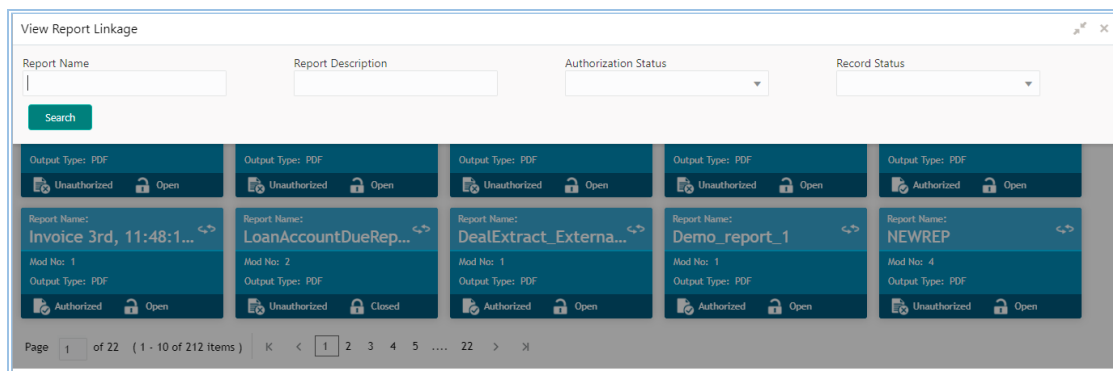 View Report Linkage
Report Name Report Description Authorization Status Record Status
Search
Output Type: PDF Output Type: PDF Output Type: PDF Output Type: PDF Output Type: PDF
Unauthorized Open Unauthorized Open Unauthorized Open Unauthorized Open Authorized Open
Report Name: Report Name: Report Name: Report Name: Report Name:
Invoice 3rd, 11:48:1... LoanAccountDueRep... DealExtract_Externa... Demo_report_1 NEWREP
Mod No: 1 Mod No: 2 Mod No: 1 Mod No: 1 Mod No: 4
Output Type: PDF Output Type: PDF Output Type: PDF Output Type: PDF Output Type: PDF
Authorized Open Unauthorized Closed Authorized Open Authorized Open Unauthorized Open
Page 1 of 22 ( 1 - 10 of 212 items ) 1 2 3 4 5 .... 22